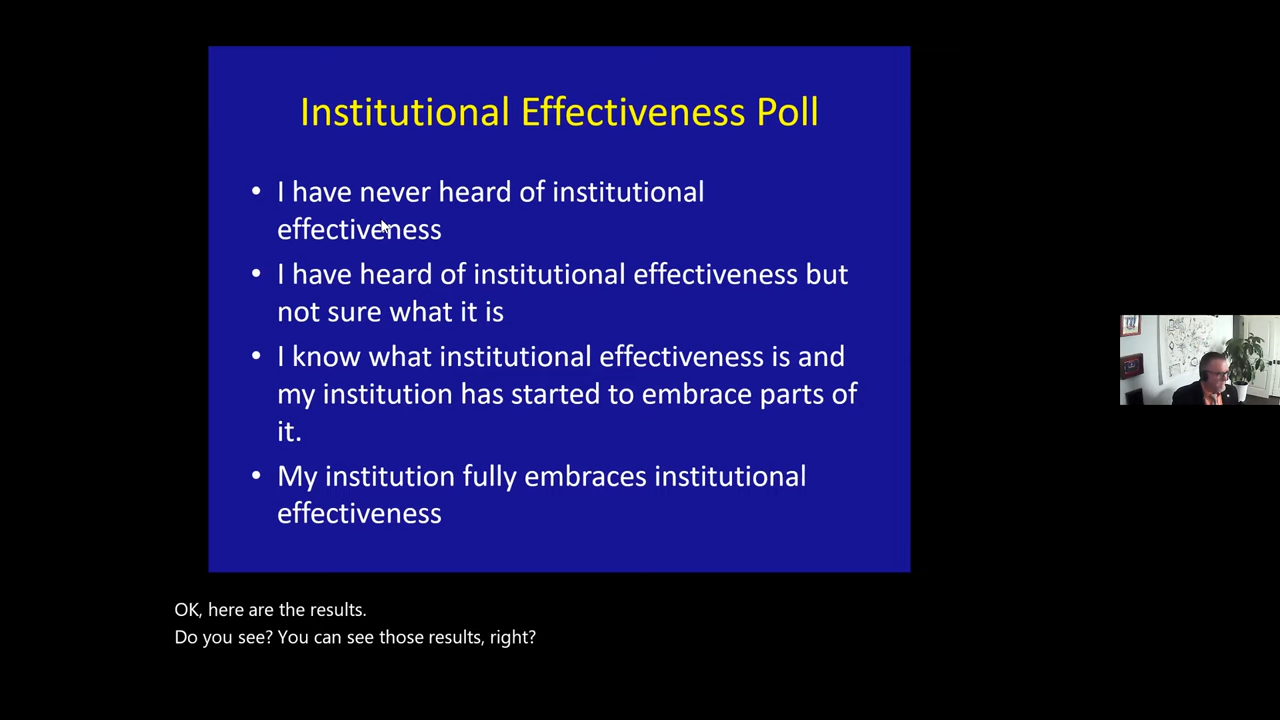 Institutional Effectiveness Poll
• I have never heard of institutional
effectiveness
• I have heard of institutional effectiveness but
not sure what it is
• I know what institutional effectiveness is and
my institution has started to embrace parts of
it.
• My institution fully embraces institutional
effectiveness
OK, here are the results.
Do you see? You can see those results, right?